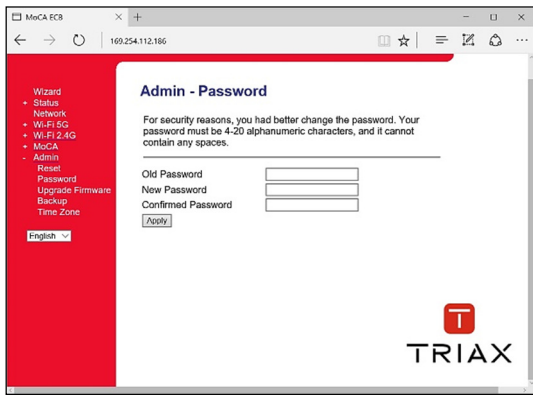 MoCA ECB
169.254.112.186
Wizard
+ Status
Network
+ Wi-Fi 5G
+ Wi-Fi 2.4G
+ MoCA
- Admin
Reset
Password
Upgrade Firmware
Backup
Time Zone
English
Admin - Password
For security reasons, you had better change the password. Your
password must be 4-20 alphanumeric characters, and it cannot
contain any spaces.
Old Password
New Password
Confirmed Password
Apply
T
TRIAX